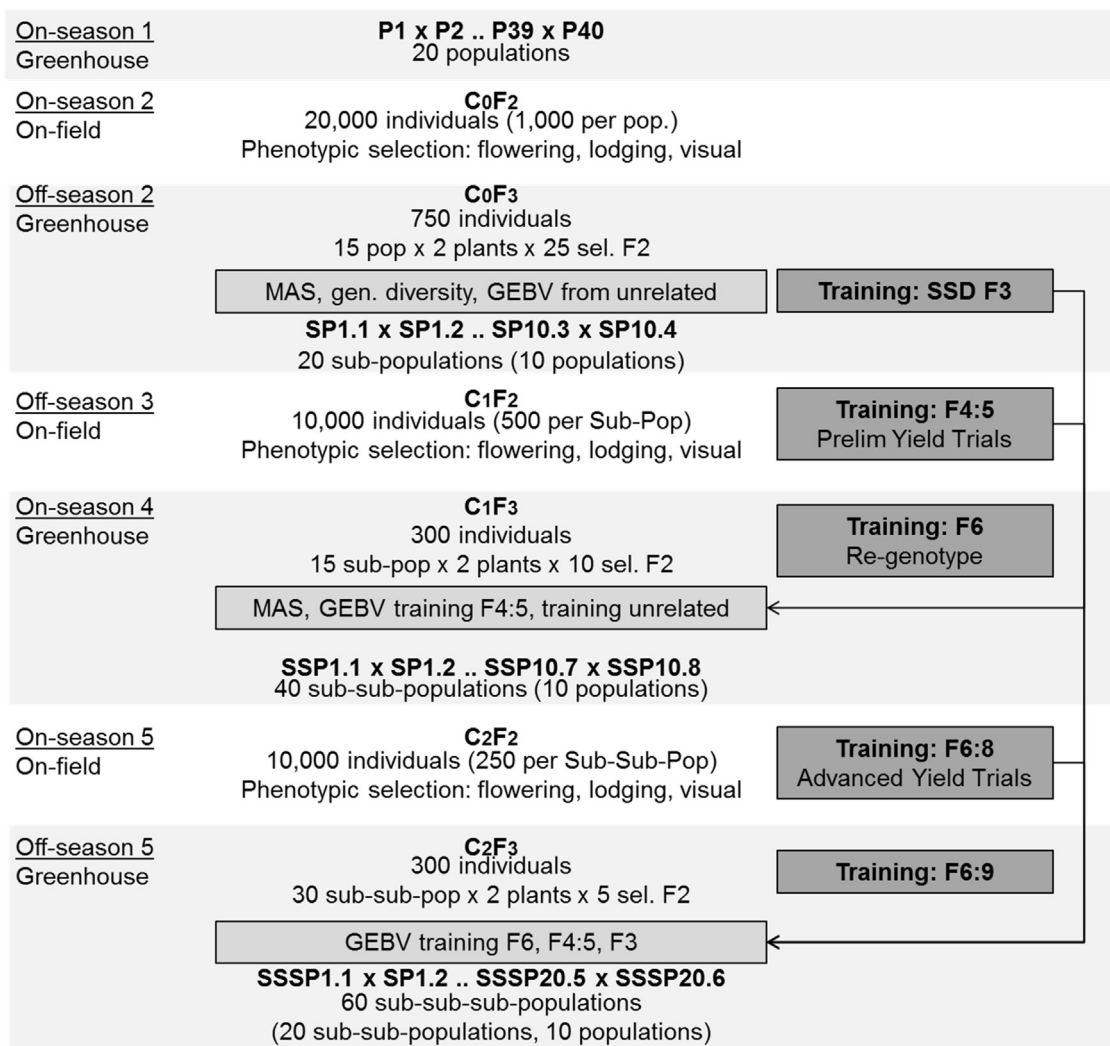 On-season 1
Greenhouse
P1 x P2 .. P39 x P40
20 populations
On-season 2
On-field
C0F2
20,000 individuals (1,000 per pop.)
Phenotypic selection: flowering, lodging, visual
Off-season 2
Greenhouse
C0F3
750 individuals
15 pop x 2 plants x 25 sel. F2
MAS, gen. diversity, GEBV from unrelated
Training: SSD F3
SP1.1 x SP1.2 .. SP10.3 x SP10.4
20 sub-populations (10 populations)
Off-season 3
On-field
C1F2
10,000 individuals (500 per Sub-Pop)
Phenotypic selection: flowering, lodging, visual
Training: F4:5
Prelim Yield Trials
On-season 4
Greenhouse
C1F3
300 individuals
15 sub-pop x 2 plants x 10 sel. F2
Training: F6
Re-genotype
MAS, GEBV training F4:5, training unrelated
SSP1.1 x SP1.2 .. SSP10.7 x SSP10.8
40 sub-sub-populations (10 populations)
On-season 5
On-field
C2F2
10,000 individuals (250 per Sub-Sub-Pop)
Phenotypic selection: flowering, lodging, visual
Training: F6:8
Advanced Yield Trials
Off-season 5
Greenhouse
C2F3
300 individuals
30 sub-sub-pop x 2 plants x 5 sel. F2
Training: F6:9
GEBV training F6, F4:5, F3
SSSP1.1 x SP1.2 .. SSSP20.5 x SSSP20.6
60 sub-sub-sub-populations
(20 sub-sub-populations, 10 populations)